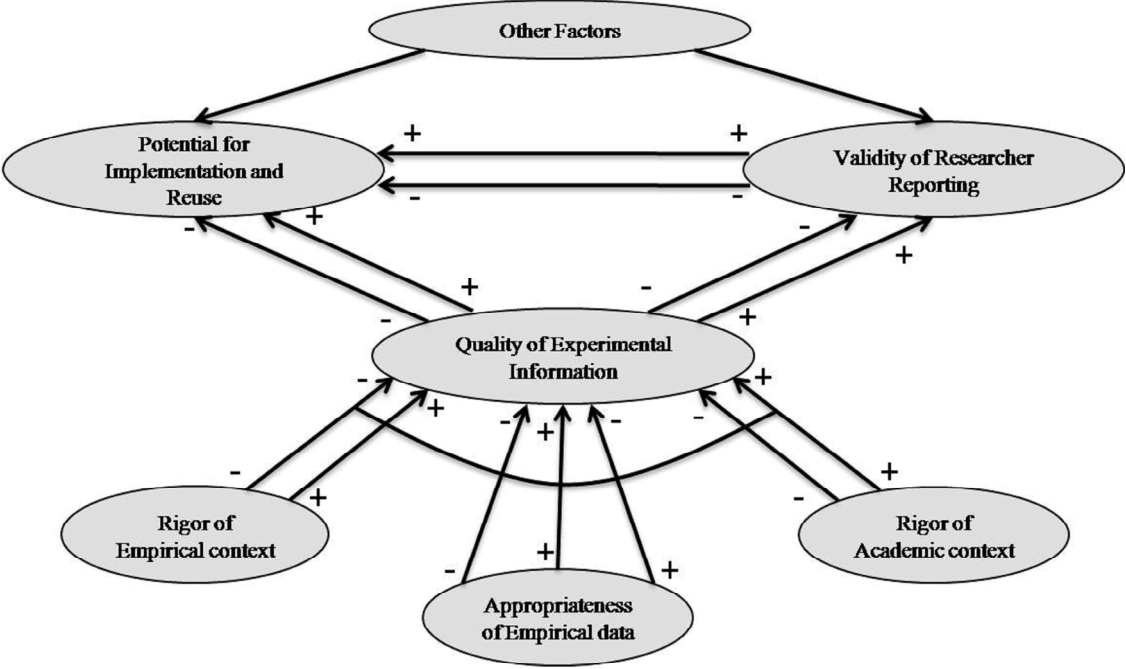 Other Factors
Potential for
Implementation and
Reuse
+
+
Validity of Researcher
Reporting
-
-
-
+
-
+
+
-
-
+
Quality of Experimental
Information
-
+
-
+
-
-
+
-
+
-
+
Rigor of
Empirical context
-
+
+
Appropriateness
of Empirical data
-
+
Rigor of
Academic context